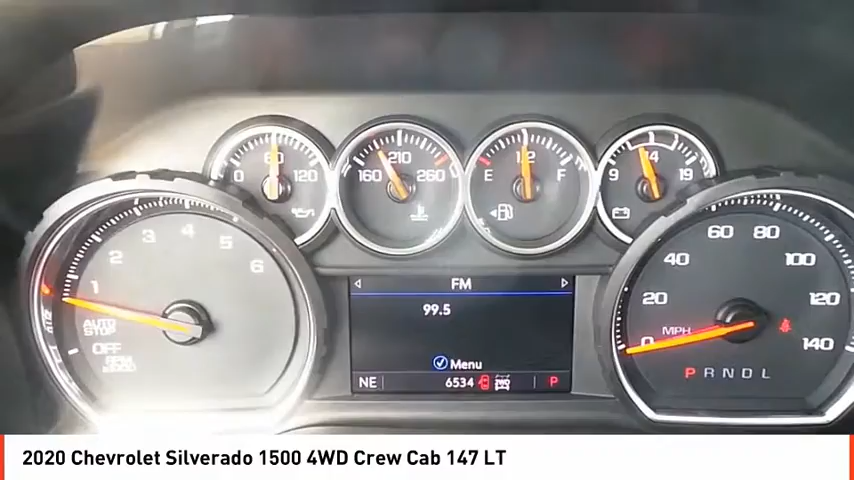 0 60 120
160 210 260
E 1/2 F
9 14 19
1 2 3 4 5 6
AUTO STOP
OFF
RPM
x1000
FM
99.5
Menu
NE 6534 4WD P
0 20 40 60 80 100 120 140
MPH
P R N D L
2020 Chevrolet Silverado 1500 4WD Crew Cab 147 LT